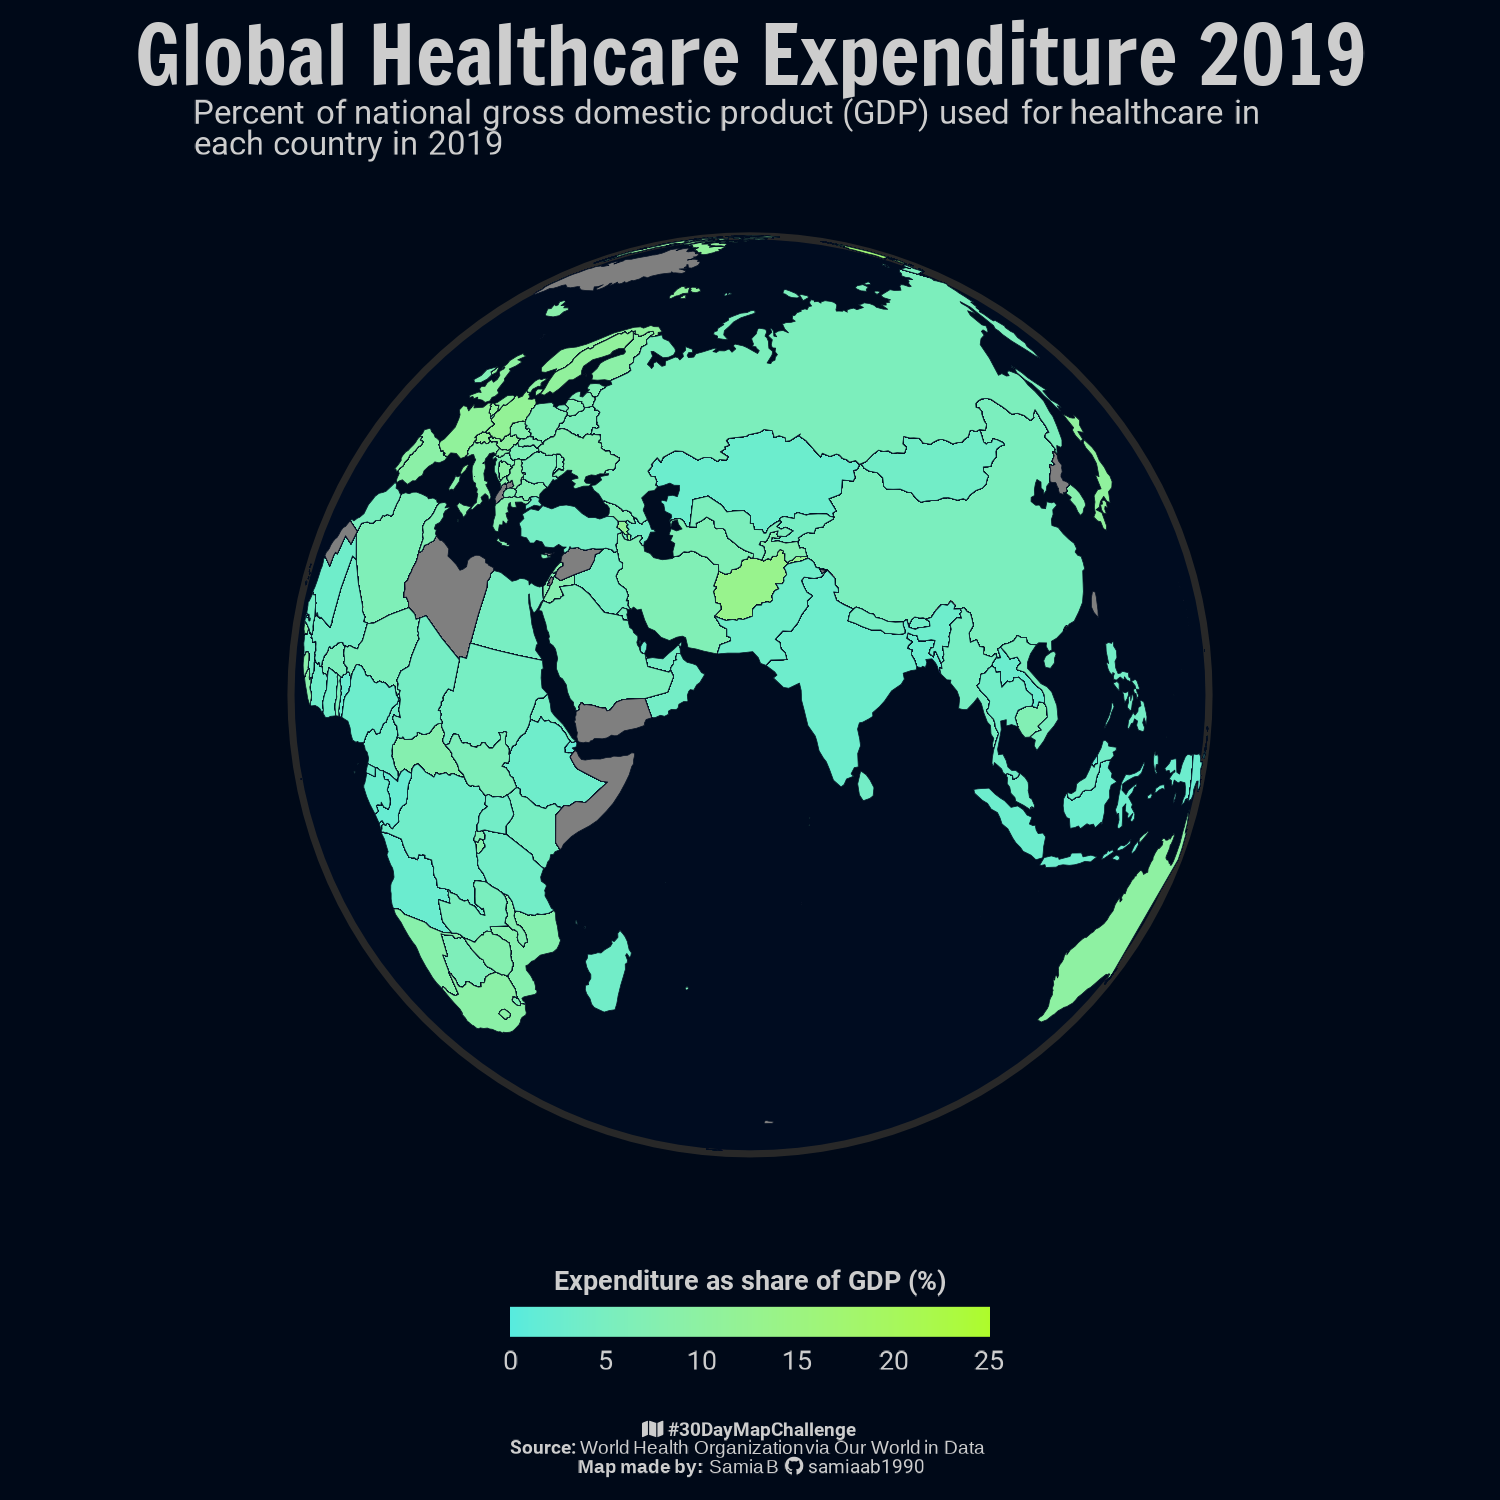 Global Healthcare Expenditure 2019
Percent of national gross domestic product (GDP) used for healthcare in
each country in 2019
Expenditure as share of GDP (%)
0 5 10 15 20 25
#30DayMapChallenge
Source: World Health Organization via Our World in Data
Map made by: Samia B samiaab1990